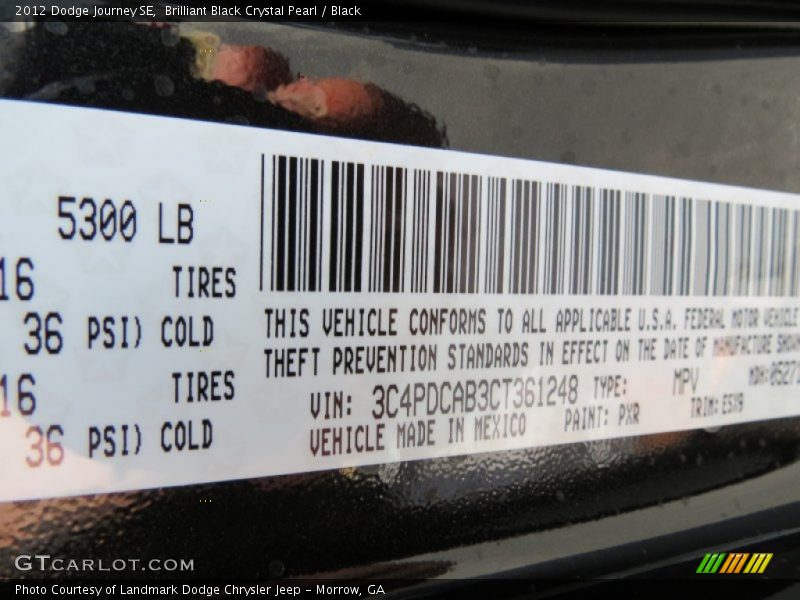 2012 Dodge Journey SE,  Brilliant Black Crystal Pearl / Black
5300 LB
16 TIRES
36 PSI) COLD
16 TIRES
36 PSI) COLD
THIS VEHICLE CONFORMS TO ALL APPLICABLE U.S.A. FEDERAL MOTOR VEHICLE
THEFT PREVENTION STANDARDS IN EFFECT ON THE DATE OF MANUFACTURE SHOWN
VIN: 3C4PDCAB3CT361248 TYPE: MPV MDH:05271
VEHICLE MADE IN MEXICO PAINT: PXR TRIM:E5X9
GTCARLOT.COM
Photo Courtesy of Landmark Dodge Chrysler Jeep - Morrow, GA